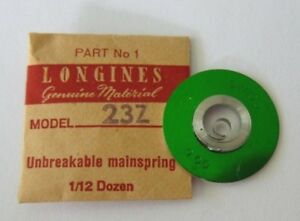 PART No 1
LONGINES
Genuine Material
MODEL 23Z
Unbreakable mainspring
1/12 Dozen